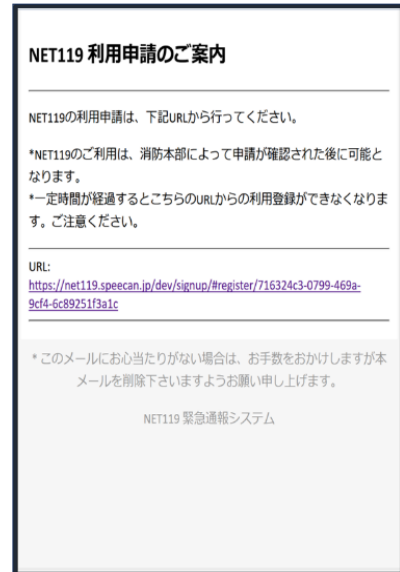 NET119 利用申請のご案内
NET119の利用申請は、下記URLから行ってください。
*NET119のご利用は、消防本部によって申請が確認された後に可能と
なります。
*一定時間が経過するとこちらのURLからの利用登録ができなくなりま
す。ご注意ください。
URL:
https://net119.speecan.jp/dev/signup/#register/716324c3-0799-469a-
9cf4-6c89251f3a1c
* このメールにお心当たりがない場合は、お手数をおかけしますが本
メールを削除下さいますようお願い申し上げます。
NET119 緊急通報システム